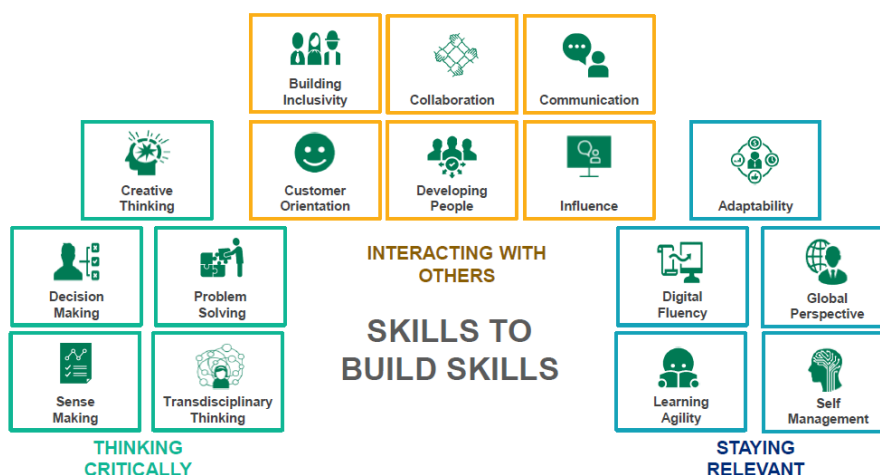 Building
Inclusivity
Collaboration
Communication
Creative
Thinking
Customer
Orientation
Developing
People
Influence
Adaptability
Decision
Making
Problem
Solving
INTERACTING WITH
OTHERS
Digital
Fluency
Global
Perspective
SKILLS TO
BUILD SKILLS
Sense
Making
Transdisciplinary
Thinking
Learning
Agility
Self
Management
THINKING
CRITICALLY
STAYING
RELEVANT